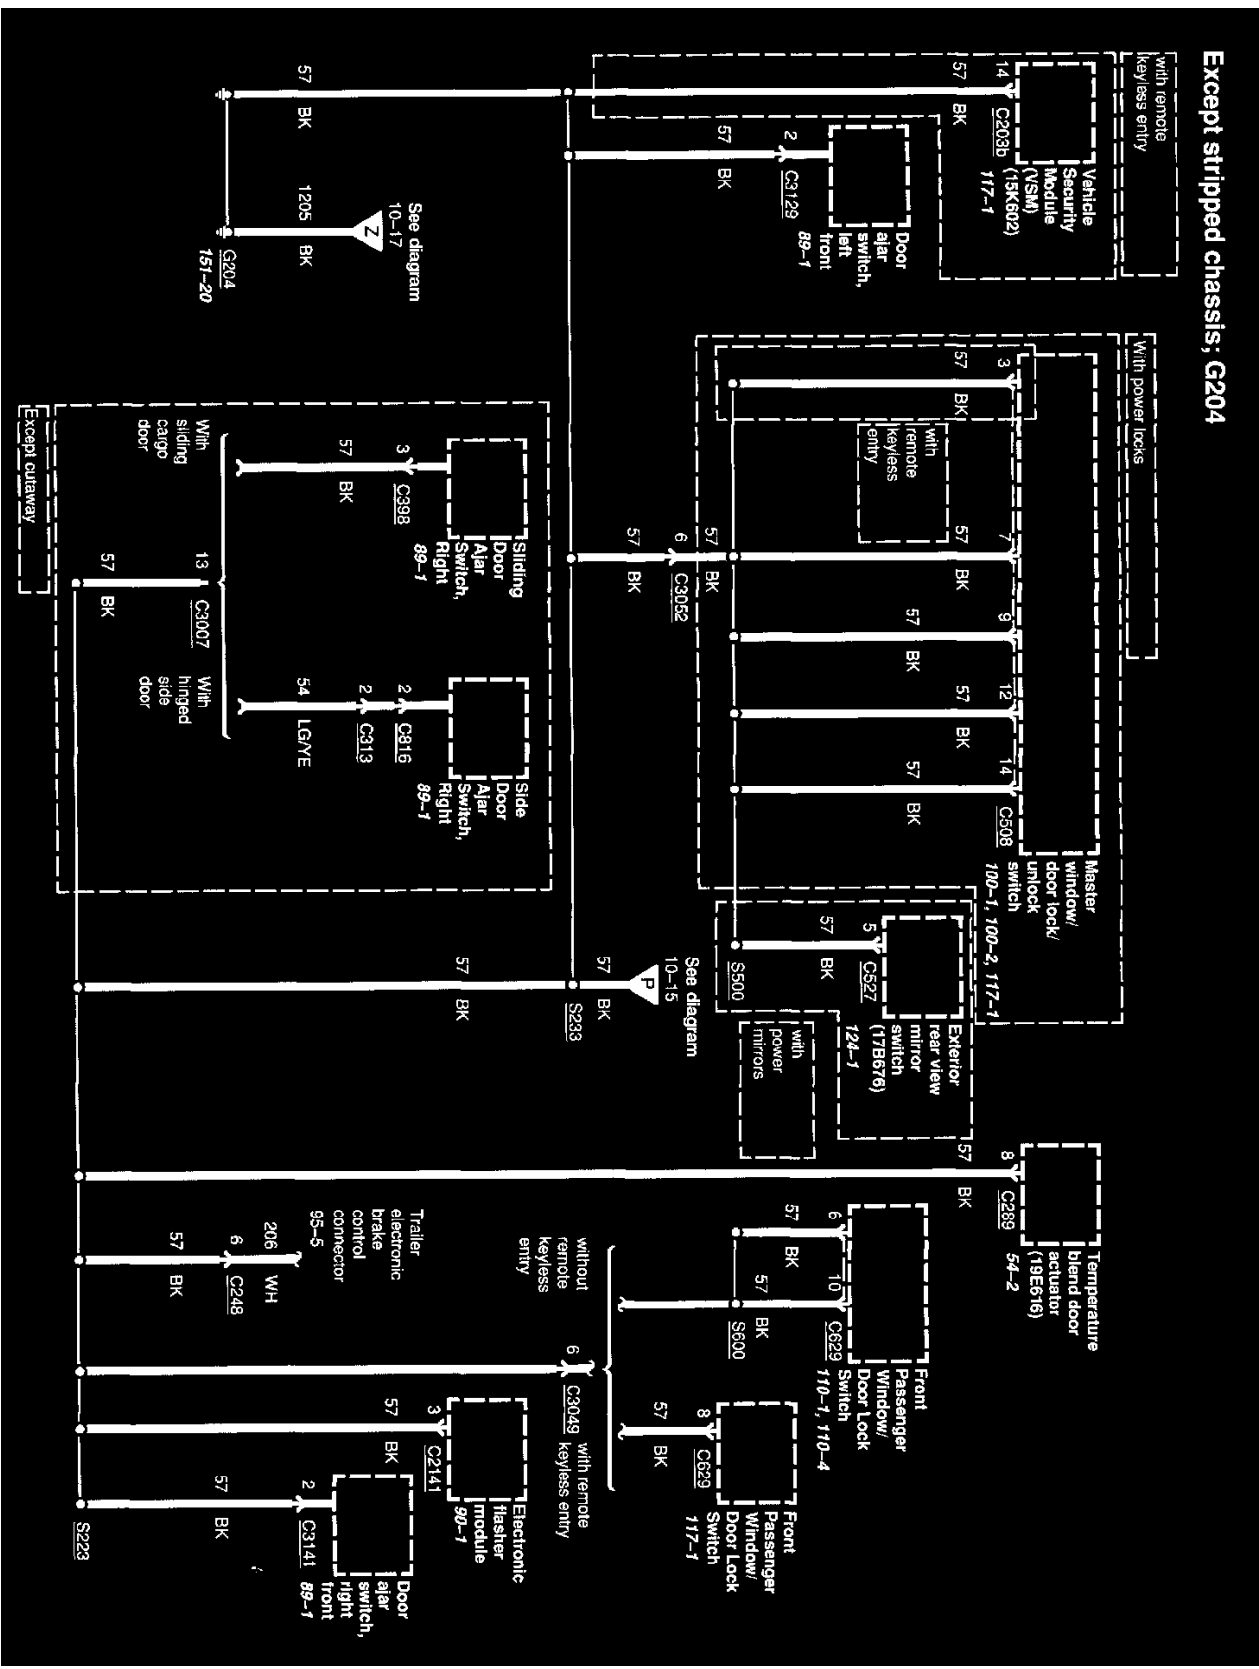 Except stripped chassis; G204
with remote
keyless entry
14
C203b
57
BK
Vehicle
Security
Module
(VSM)
(15K602)
117-1
2
C3129
57
BK
Door
ajar
switch,
left
front
89-1
57
BK
1205
BK
Z
See diagram
10-17
G204
151-20
With power locks
3
57
BK
with
remote
keyless
entry
7
57
BK
9
57
BK
12
57
BK
14
57
BK
C508
Master
window/
door lock/
unlock
switch
100-1, 100-2, 117-1
57
BK
6
C3052
57
BK
5
C527
57
BK
S500
Exterior
rear view
mirror
switch
(17B676)
124-1
with
power
mirrors
P
See diagram
10-15
57
BK
S233
57
BK
Sliding
Door
Ajar
Switch,
Right
89-1
3
C398
57
BK
With
sliding
cargo
door
Side
Door
Ajar
Switch,
Right
89-1
2
C816
2
C313
54
LG/YE
With
hinged
side
door
13
C3007
57
BK
Except cutaway
8
C289
57
BK
Temperature
blend door
actuator
(19E616)
54-2
6
57
BK
10
C629
57
BK
S600
Front
Passenger
Window/
Door Lock
Switch
110-1, 110-4
8
C629
57
BK
Front
Passenger
Window/
Door Lock
Switch
117-1
without
remote
keyless
entry
6
C3049
with remote
keyless entry
Trailer
electronic
brake
control
connector
95-5
206
WH
6
C248
57
BK
3
C2141
57
BK
Electronic
flasher
module
90-1
2
C3141
57
BK
Door
ajar
switch,
right
front
89-1
S223